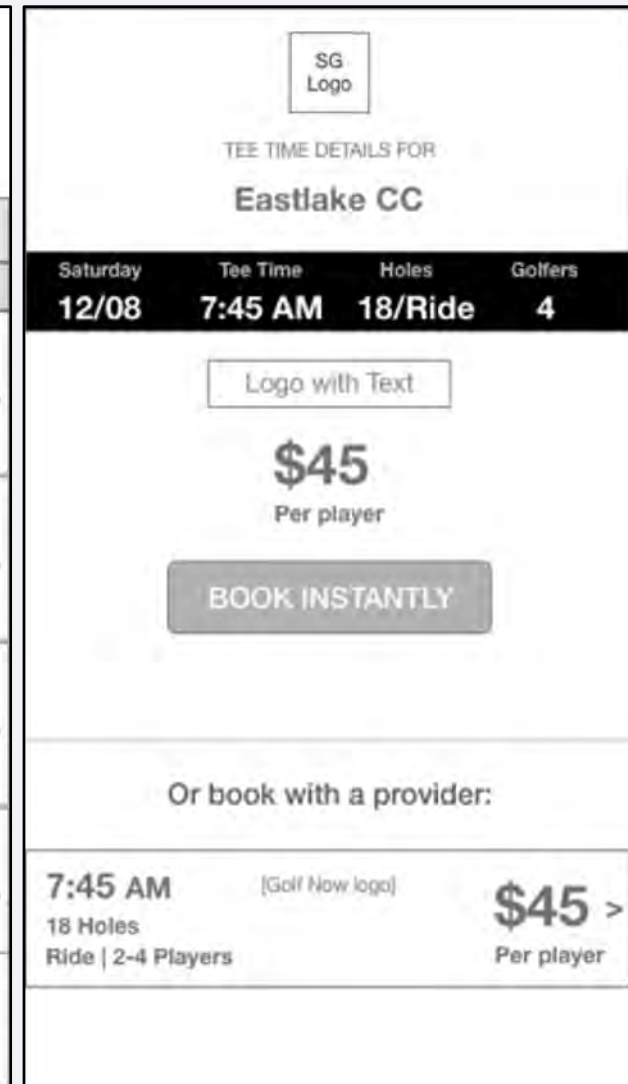 SG
Logo
TEE TIME DETAILS FOR
Eastlake CC
Saturday Tee Time Holes Golfers
12/08 7:45 AM 18/Ride 4
Logo with Text
$45
Per player
BOOK INSTANTLY
Or book with a provider:
7:45 AM [Golf Now logo] $45 >
18 Holes
Ride | 2-4 Players Per player